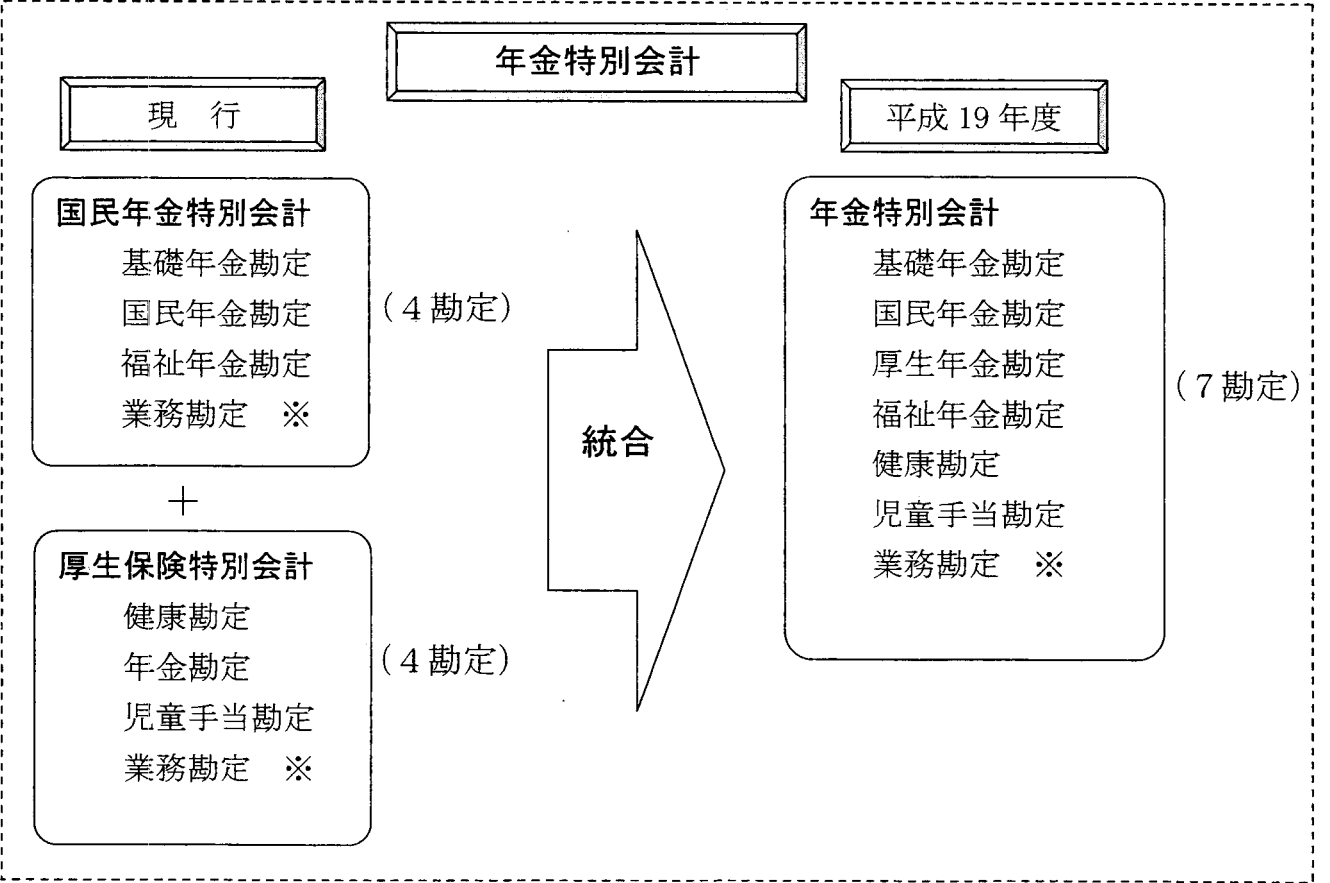 年金特別会計
現 行
国民年金特別会計
基礎年金勘定
国民年金勘定
福祉年金勘定
業務勘定 ※
(4勘定)
+
厚生保険特別会計
健康勘定
年金勘定
児童手当勘定
業務勘定 ※
(4勘定)
統合
平成 19 年度
年金特別会計
基礎年金勘定
国民年金勘定
厚生年金勘定
福祉年金勘定
健康勘定
児童手当勘定
業務勘定 ※
(7勘定)